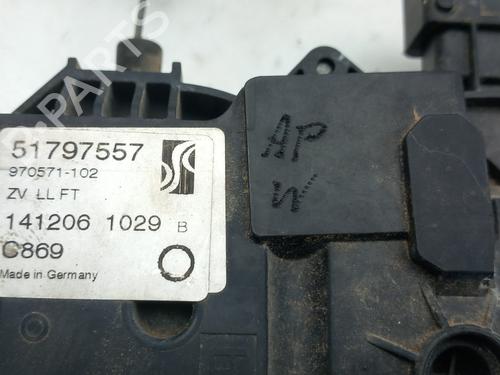 51797557
970571-102
ZV LL FT
141206 1029 B
C869
Made in Germany
AP